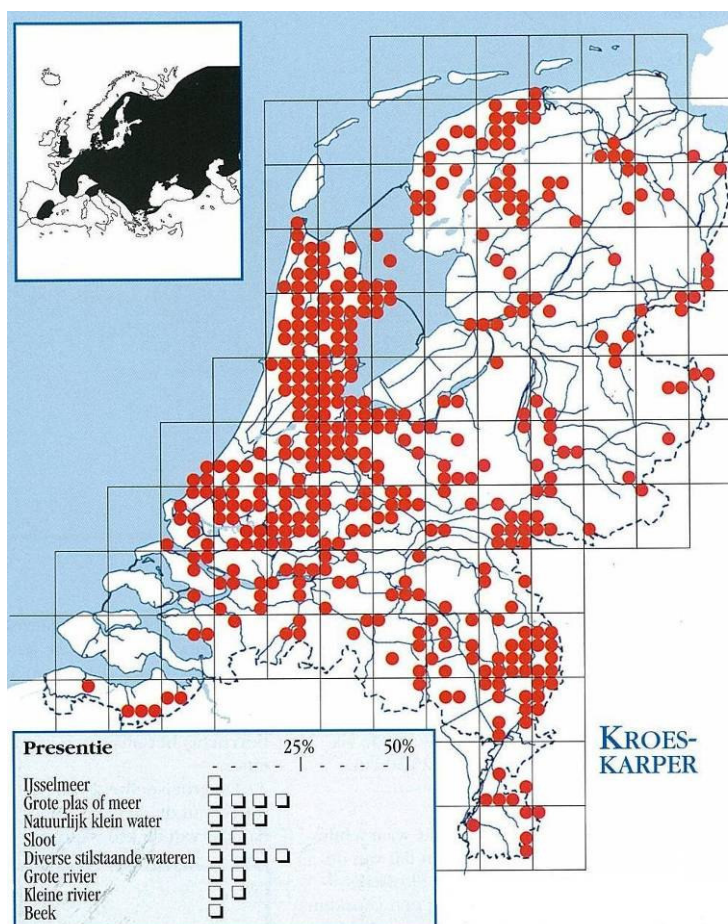 KROES-
KARPER
Presentie 25% 50%
IJsselmeer
Grote plas of meer
Natuurlijk klein water
Sloot
Diverse stilstaande wateren
Grote rivier
Kleine rivier
Beek